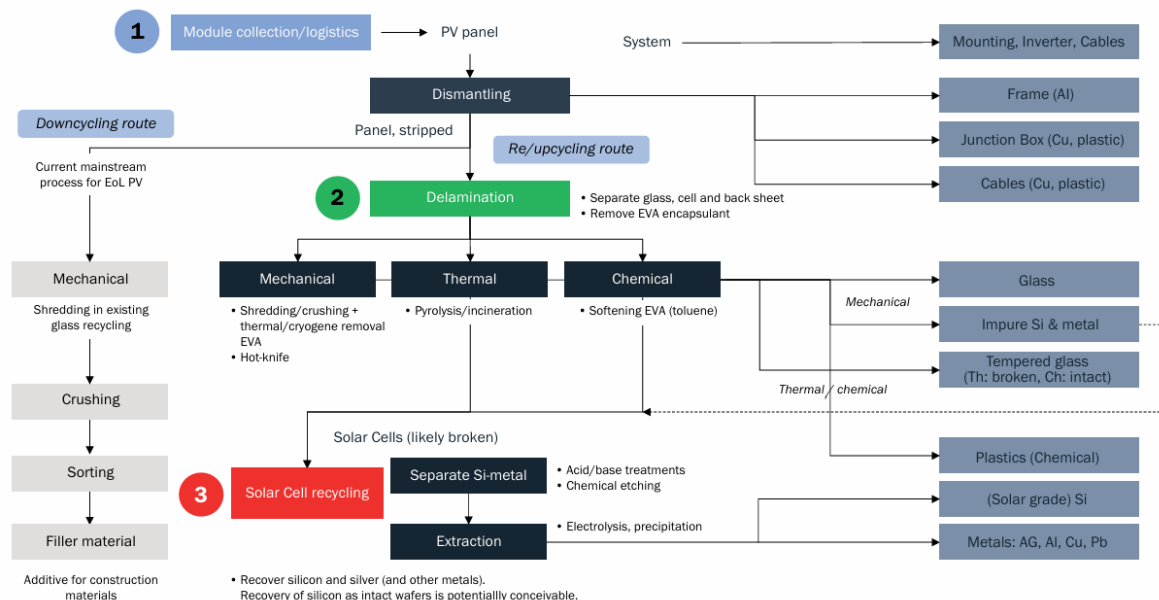 1
Module collection/logistics
PV panel
System
Mounting, Inverter, Cables
Dismantling
Frame (Al)
Downcycling route
Panel, stripped
Re/upcycling route
Junction Box (Cu, plastic)
Current mainstream
process for EoL PV
2
Delamination
• Separate glass, cell and back sheet
• Remove EVA encapsulant
Cables (Cu, plastic)
Mechanical
Mechanical
Thermal
Chemical
Glass
Shredding in existing
glass recycling
• Shredding/crushing +
thermal/cryogene removal
EVA
• Hot-knife
• Pyrolysis/incineration
• Softening EVA (toluene)
Mechanical
Impure Si & metal
Tempered glass
(Th: broken, Ch: intact)
Thermal / chemical
Crushing
Solar Cells (likely broken)
Plastics (Chemical)
Sorting
3
Solar Cell recycling
Separate Si-metal
• Acid/base treatments
• Chemical etching
(Solar grade) Si
Filler material
Extraction
• Electrolysis, precipitation
Metals: AG, Al, Cu, Pb
Additive for construction
materials
• Recover silicon and silver (and other metals).
Recovery of silicon as intact wafers is potentiallly conceivable.